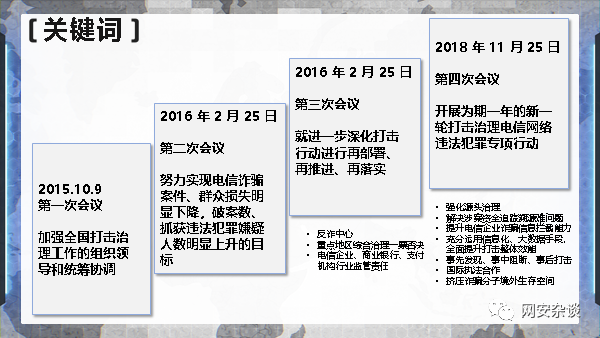 [ 关键词 ]
2015.10.9
第一次会议
加强全国打击治
理工作的组织领
导和统筹协调
2016 年 2 月 25 日
第二次会议
努力实现电信诈骗
案件、群众损失明
显下降，破案数、
抓获违法犯罪嫌疑
人数明显上升的目
标
2016 年 2 月 25 日
第三次会议
就进一步深化打击
行动进行再部署、
再推进、再落实
• 反诈中心
• 重点地区综合治理一票否决
• 电信企业、商业银行、支付
机构行业监管责任
2018 年 11 月 25 日
第四次会议
开展为期一年的新一
轮打击治理电信网络
违法犯罪专项行动
• 强化源头治理
• 解决涉案资金追踪溯源难问题
• 提升电信企业诈骗信息拦截能力
• 充分运用信息化、大数据手段，
全面提升打击整体效能
• 事先发现、事中阻断、事后打击
• 国际执法合作
• 挤压诈骗分子境外生存空间
网安杂谈